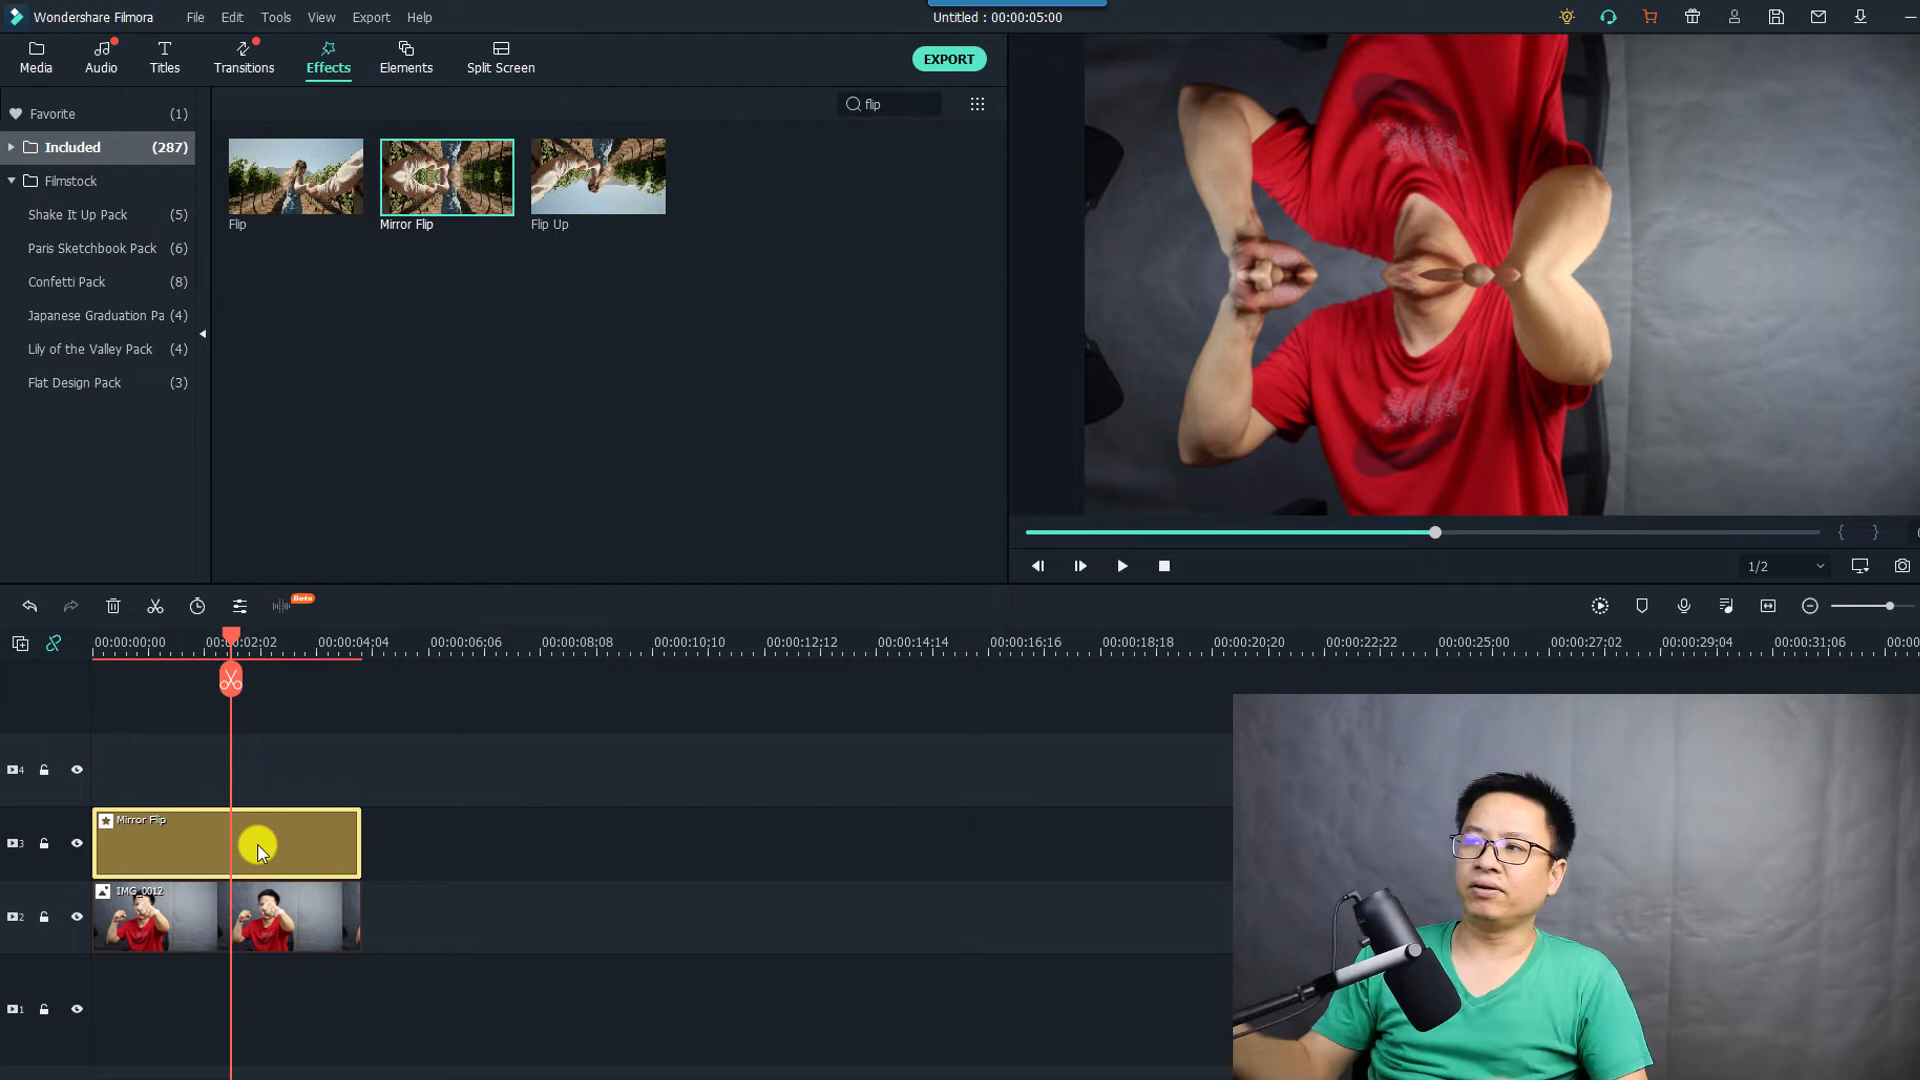 Wondershare Filmora
File Edit Tools View Export Help
Untitled : 00:00:05:00
Media Audio Titles Transitions Effects Elements Split Screen
EXPORT
Favorite (1)
flip
Included (287)
Filmstock
Shake It Up Pack (5)
Flip Mirror Flip Flip Up
Paris Sketchbook Pack (6)
Confetti Pack (8)
Japanese Graduation Pa (4)
Lily of the Valley Pack (4)
Flat Design Pack (3)
{ }
1/2
Beta
00:00:00:00 00:00:02:02 00:00:04:04 00:00:06:06 00:00:08:08 00:00:10:10 00:00:12:12 00:00:14:14 00:00:16:16 00:00:18:18 00:00:20:20 00:00:22:22 00:00:25:00 00:00:27:02 00:00:29:04 00:00:31:06 00:00
4
Mirror Flip
3
IMG_0012
2
1